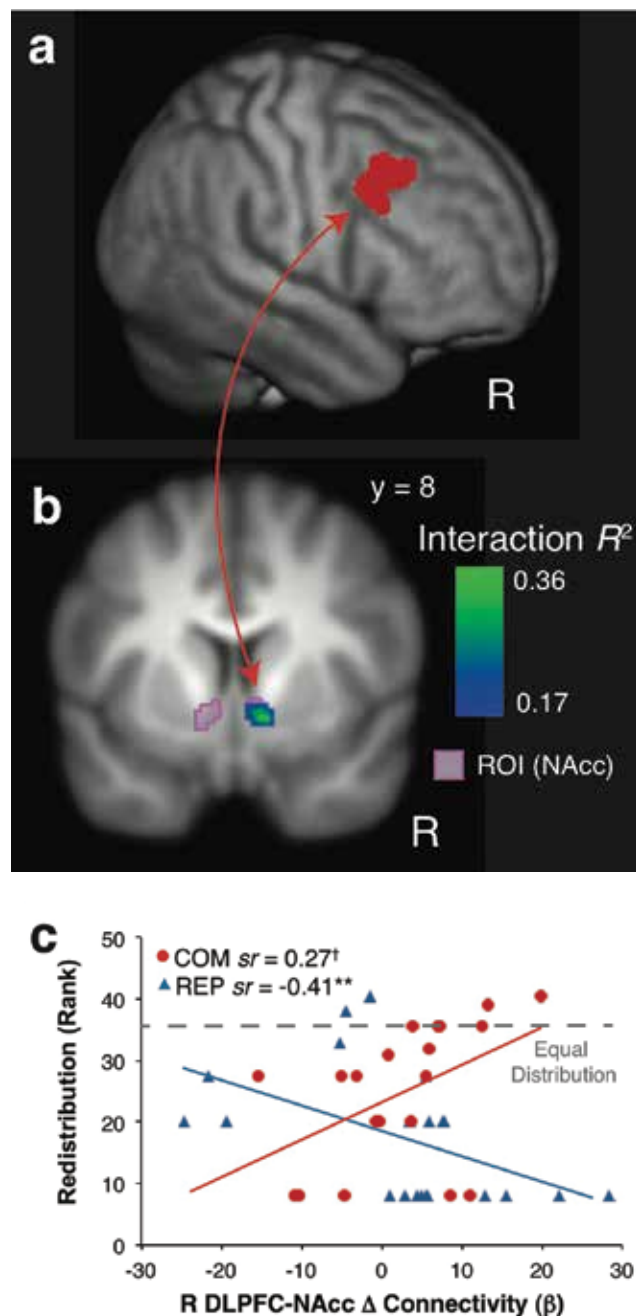 a
R
b
y = 8
Interaction R²
0.36
0.17
ROI (NAcc)
R
c
COM sr = 0.27†
REP sr = -0.41**
Redistribution (Rank)
50
40
30
20
10
0
Equal
Distribution
-30
-20
-10
0
10
20
30
R DLPFC-NAcc Δ Connectivity (β)